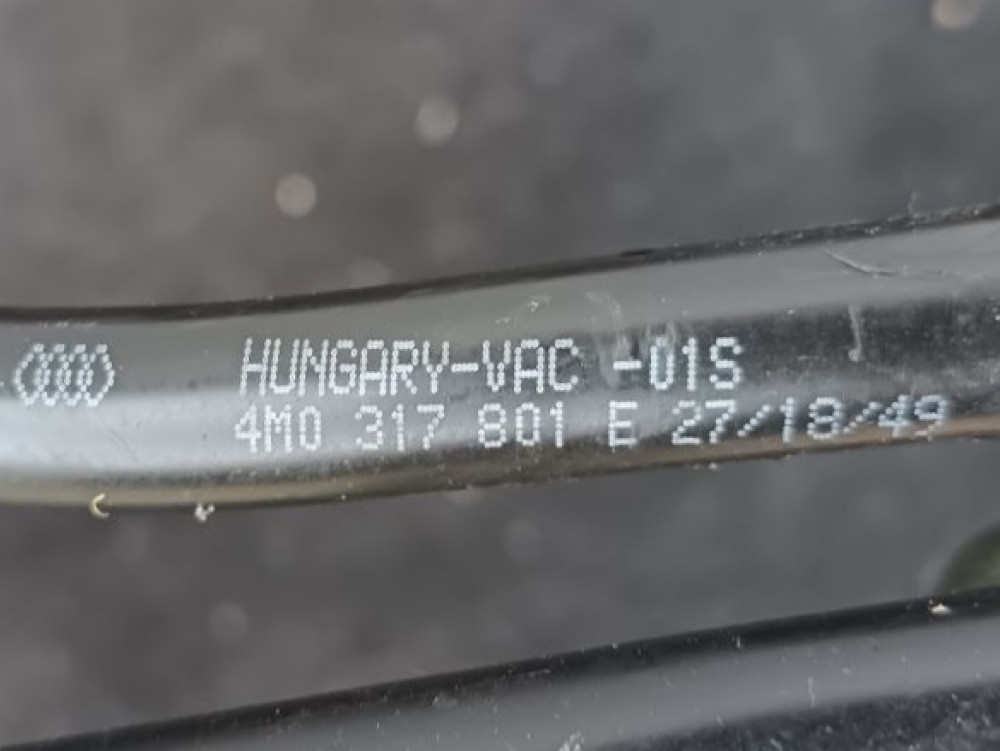 HUNGARY-VAC -01S
4M0 317 801 E 27/18/49